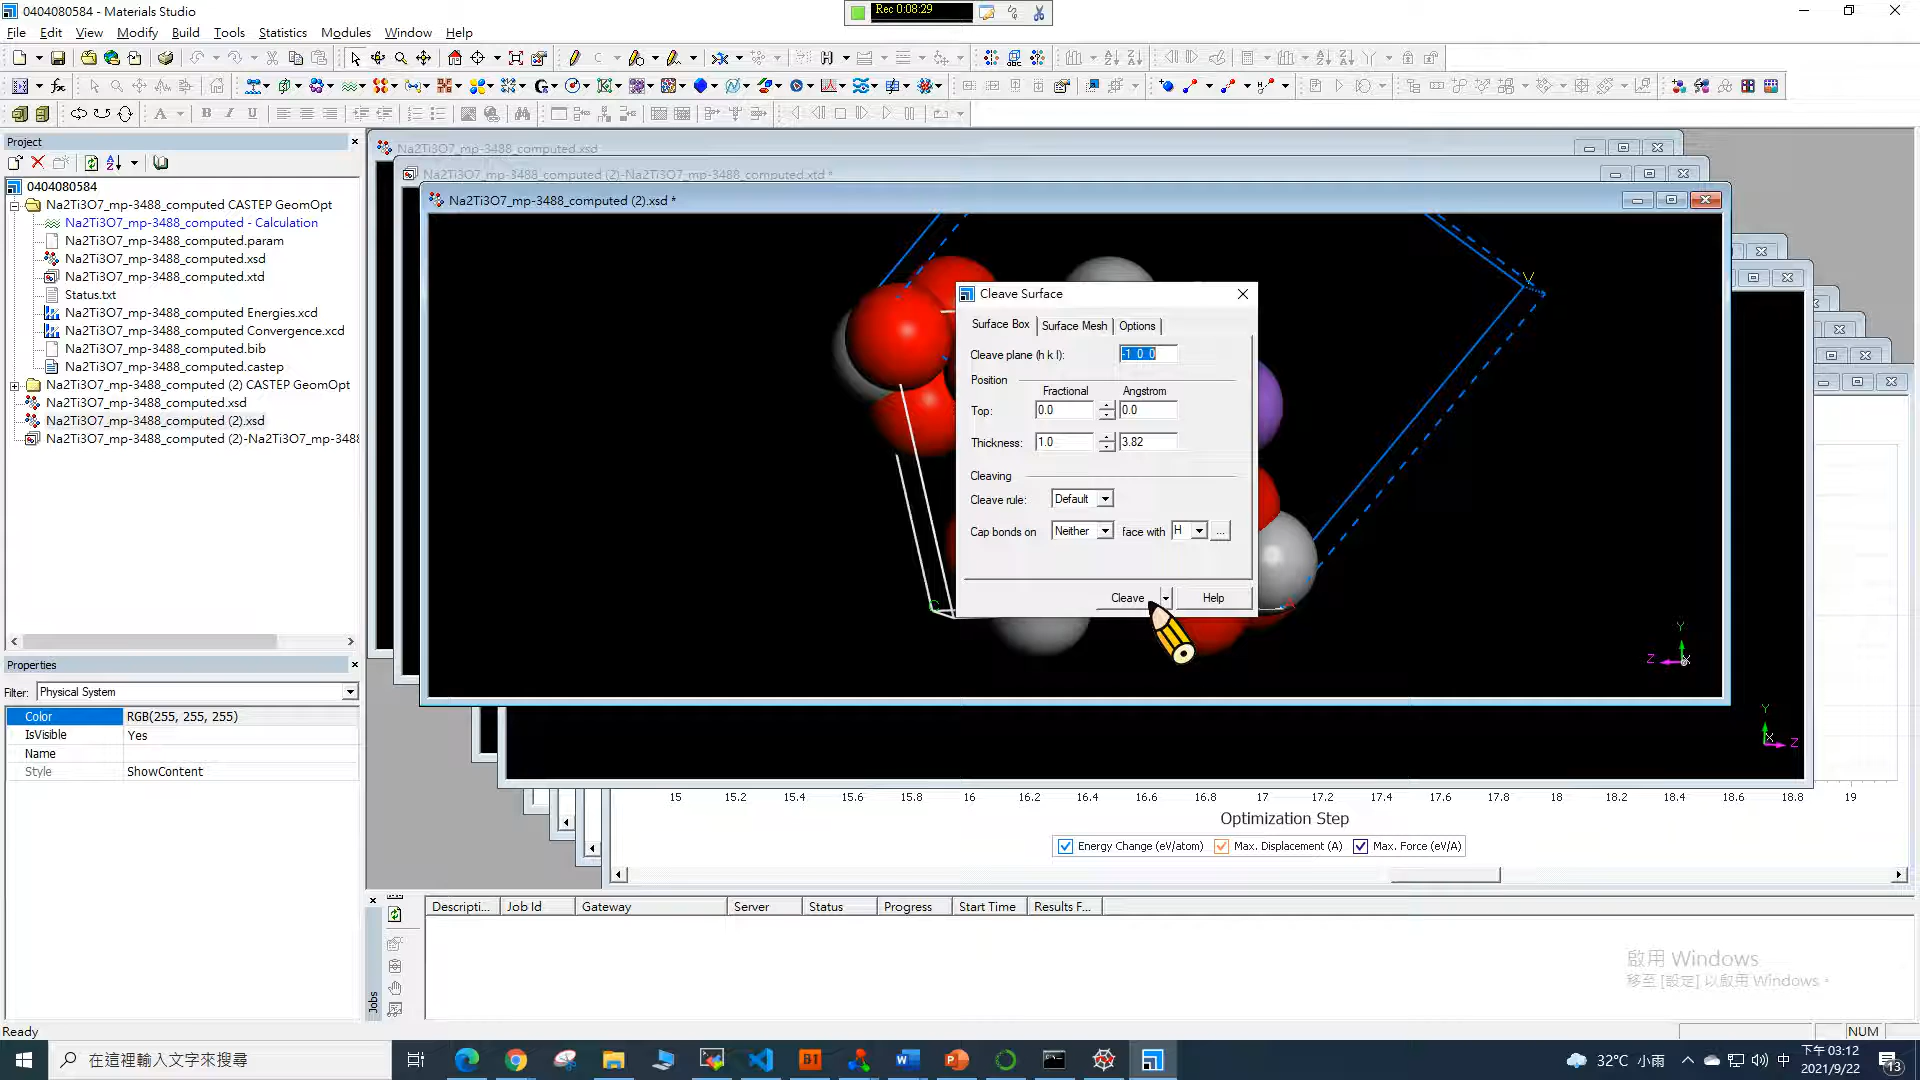 0404080584 - Materials Studio
Rec 0:08:29
File Edit View Modify Build Tools Statistics Modules Window Help
Project
0404080584
Na2Ti3O7_mp-3488_computed CASTEP GeomOpt
Na2Ti3O7_mp-3488_computed - Calculation
Na2Ti3O7_mp-3488_computed.param
Na2Ti3O7_mp-3488_computed.xsd
Na2Ti3O7_mp-3488_computed.xtd
Status.txt
Na2Ti3O7_mp-3488_computed Energies.xcd
Na2Ti3O7_mp-3488_computed Convergence.xcd
Na2Ti3O7_mp-3488_computed.bib
Na2Ti3O7_mp-3488_computed.castep
Na2Ti3O7_mp-3488_computed (2) CASTEP GeomOpt
Na2Ti3O7_mp-3488_computed.xsd
Na2Ti3O7_mp-3488_computed (2).xsd
Na2Ti3O7_mp-3488_computed (2)-Na2Ti3O7_mp-3488
Properties
Filter: Physical System
Color RGB(255, 255, 255)
IsVisible Yes
Name
Style ShowContent
Na2Ti3O7_mp-3488_computed.xsd
Na2Ti3O7_mp-3488_computed (2)-Na2Ti3O7_mp-3488_computed.xtd *
Na2Ti3O7_mp-3488_computed (2).xsd *
Cleave Surface
Surface Box Surface Mesh Options
Cleave plane (h k l): -1 0 0
Position
Fractional Angstrom
Top: 0.0 0.0
Thickness: 1.0 3.82
Cleaving
Cleave rule: Default
Cap bonds on Neither face with H ...
Cleave Help
V
C
A
Y
Z X
Y
X Z
15 15.2 15.4 15.6 15.8 16 16.2 16.4 16.6 16.8 17 17.2 17.4 17.6 17.8 18 18.2 18.4 18.6 18.8 19
Optimization Step
Energy Change (eV/atom) Max. Displacement (A) Max. Force (eV/A)
Jobs
Descripti... Job Id Gateway Server Status Progress Start Time Results F...
啟用 Windows
移至 [設定] 以啟用 Windows。
Ready
NUM
在這裡輸入文字來搜尋
32°C 小雨
中
下午 03:12
2021/9/22
13